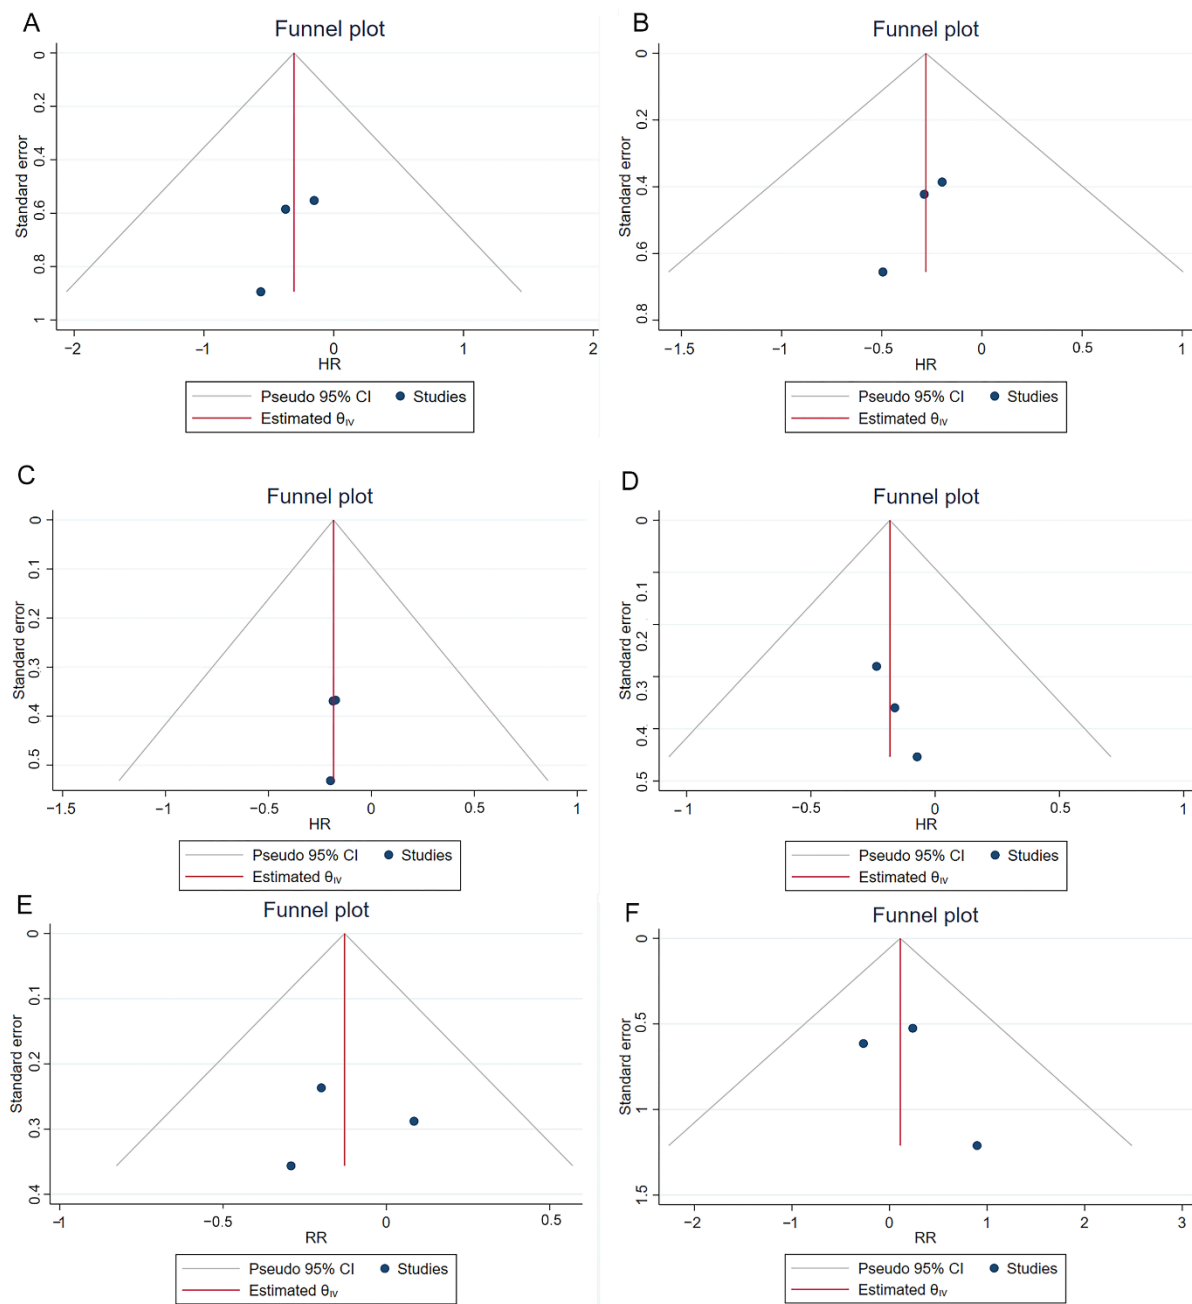 A
Funnel plot
Standard error
0
0.2
0.4
0.6
0.8
1
−2
−1
0
1
2
HR
Pseudo 95% CI
Studies
Estimated θIV
B
Funnel plot
Standard error
0
0.2
0.4
0.6
0.8
−1.5
−1
−0.5
0
0.5
1
HR
Pseudo 95% CI
Studies
Estimated θIV
C
Funnel plot
Standard error
0
0.1
0.2
0.3
0.4
0.5
−1.5
−1
−0.5
0
0.5
1
HR
Pseudo 95% CI
Studies
Estimated θIV
D
Funnel plot
Standard error
0
0.1
0.2
0.3
0.4
0.5
−1
−0.5
0
0.5
1
HR
Pseudo 95% CI
Studies
Estimated θIV
E
Funnel plot
Standard error
0
0.1
0.2
0.3
0.4
−1
−0.5
0
0.5
RR
Pseudo 95% CI
Studies
Estimated θIV
F
Funnel plot
Standard error
0
0.5
1
1.5
−2
−1
0
1
2
3
RR
Pseudo 95% CI
Studies
Estimated θIV